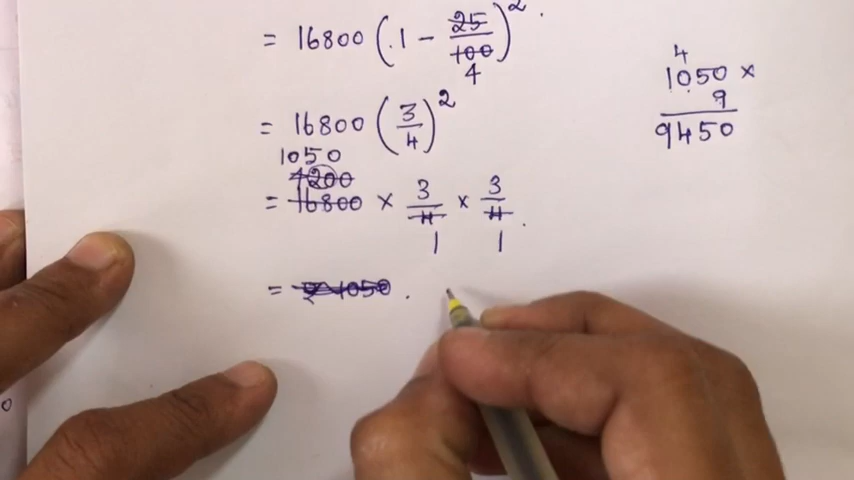 = 16800 (1 - 25/100)² .
4
= 16800 (3/4)²
1050
4200
= 16800 × 3/4 × 3/4 .
1 1
= 1050 .
4
1050 ×
9
9450
0